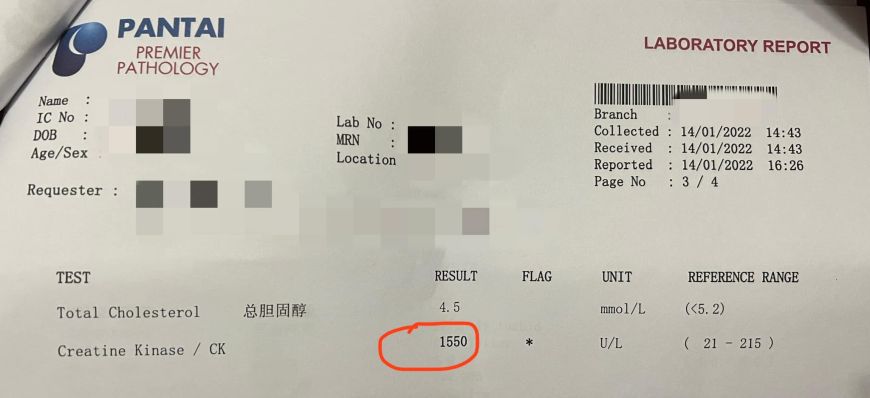 PANTAI
PREMIER
PATHOLOGY
LABORATORY REPORT
Name :
IC No :
DOB :
Age/Sex :
Requester :
Lab No :
MRN :
Location
Branch :
Collected : 14/01/2022 14:43
Received : 14/01/2022 14:43
Reported : 14/01/2022 16:26
Page No : 3 / 4
TEST RESULT FLAG UNIT REFERENCE RANGE
Total Cholesterol 总胆固醇 4.5 mmol/L (<5.2)
Creatine Kinase / CK 1550 * U/L ( 21 - 215 )